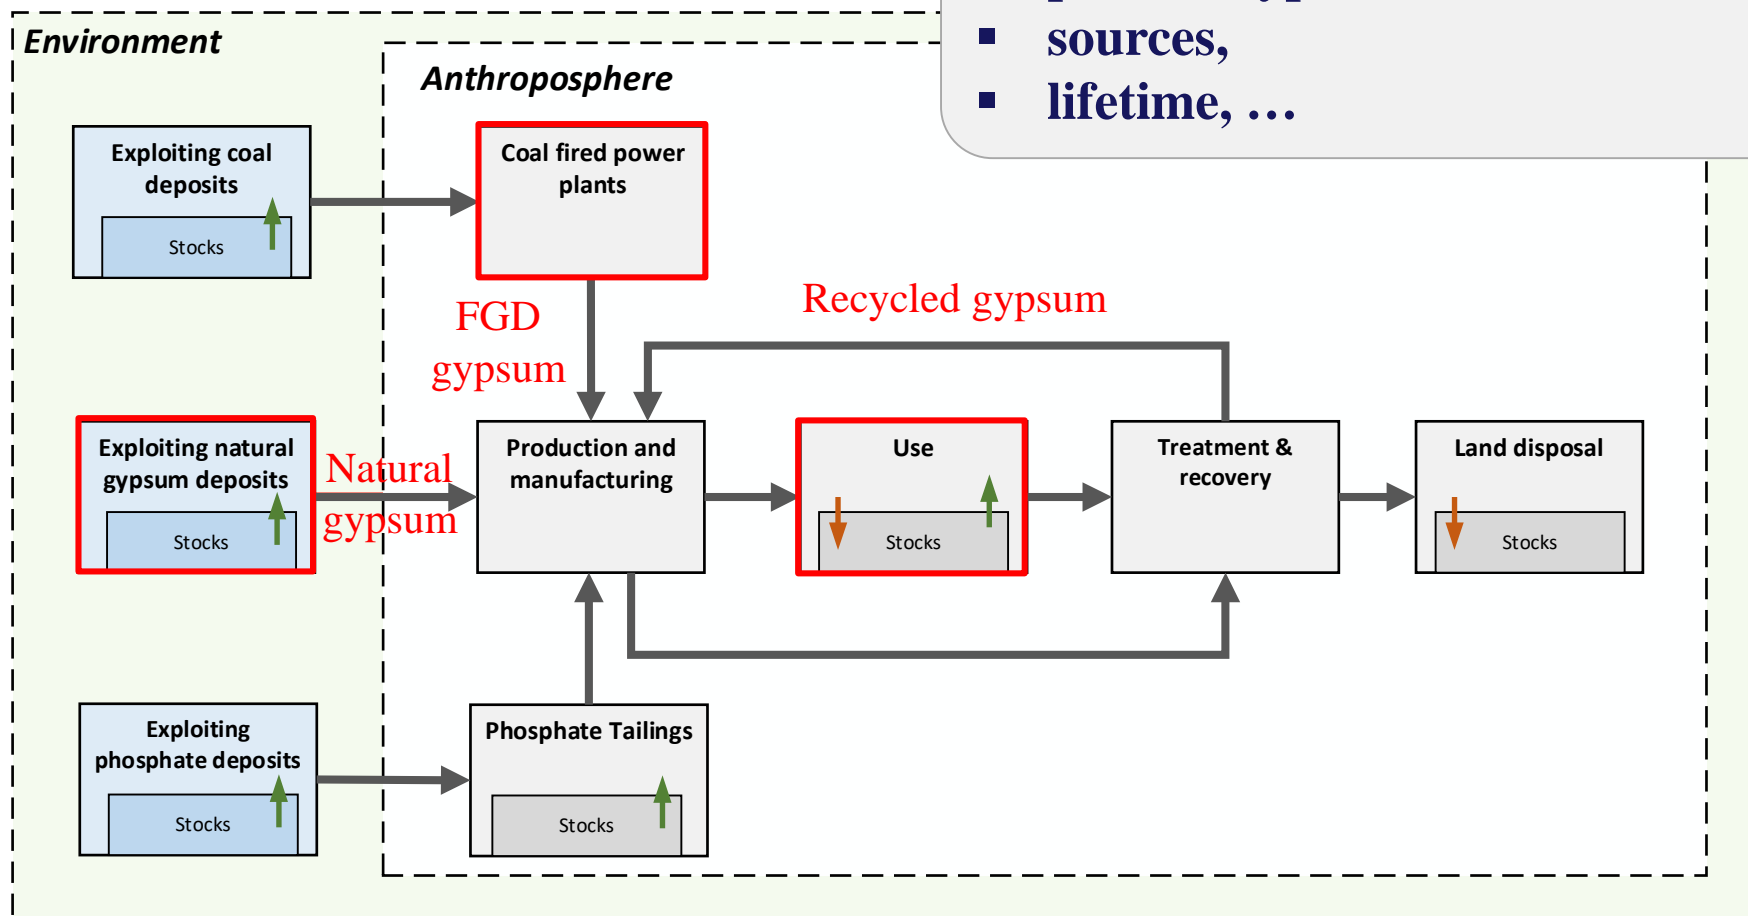 Environment
sources,
lifetime, …
Anthroposphere
Exploiting coal
deposits
Stocks
Coal fired power
plants
FGD
gypsum
Recycled gypsum
Exploiting natural
gypsum deposits
Stocks
Natural
gypsum
Production and
manufacturing
Use
Stocks
Treatment &
recovery
Land disposal
Stocks
Exploiting
phosphate deposits
Stocks
Phosphate Tailings
Stocks